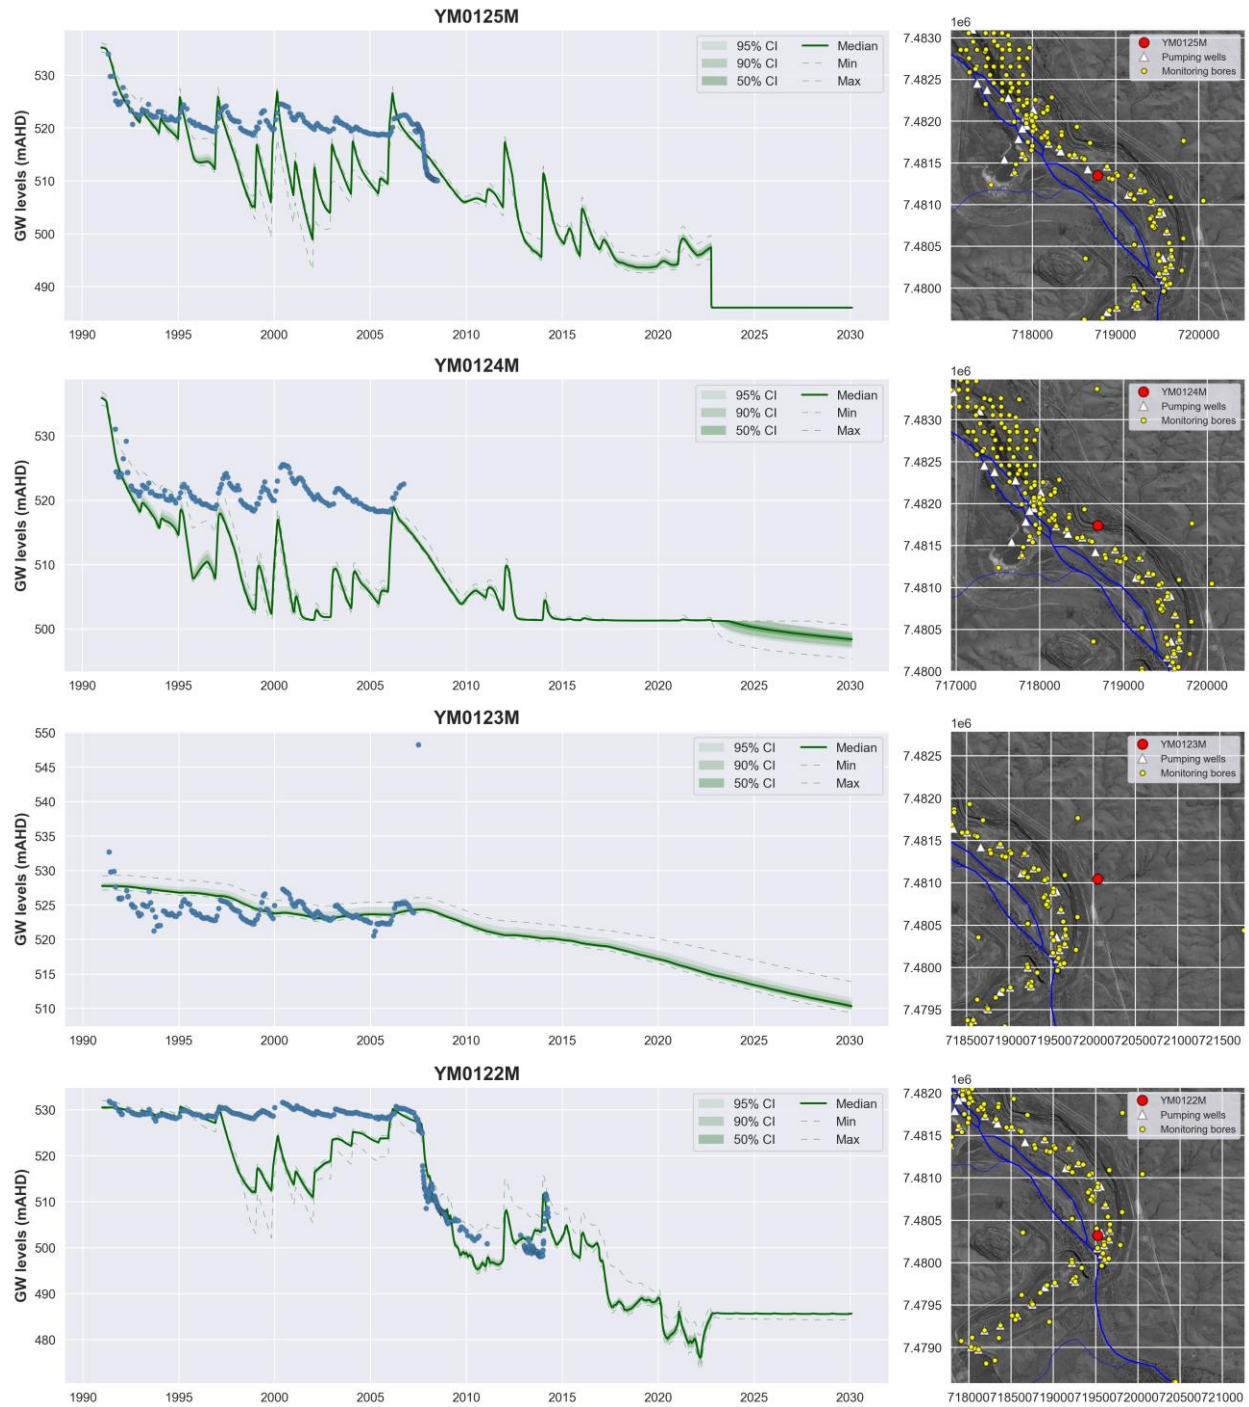 YM0125M
GW levels (mAHD)
530
520
510
500
490
1990 1995 2000 2005 2010 2015 2020 2025 2030
95% CI Median
90% CI Min
50% CI Max
1e6
7.4830
7.4825
7.4820
7.4815
7.4810
7.4805
7.4800
718000 719000 720000
YM0125M
Pumping wells
Monitoring bores
YM0124M
GW levels (mAHD)
530
520
510
500
1990 1995 2000 2005 2010 2015 2020 2025 2030
95% CI Median
90% CI Min
50% CI Max
1e6
7.4830
7.4825
7.4820
7.4815
7.4810
7.4805
7.4800
717000 718000 719000 720000
YM0124M
Pumping wells
Monitoring bores
YM0123M
GW levels (mAHD)
550
545
540
535
530
525
520
515
510
1990 1995 2000 2005 2010 2015 2020 2025 2030
95% CI Median
90% CI Min
50% CI Max
1e6
7.4825
7.4820
7.4815
7.4810
7.4805
7.4800
7.4795
718500719000719500720000720500721000721500
YM0123M
Pumping wells
Monitoring bores
YM0122M
GW levels (mAHD)
530
520
510
500
490
480
1990 1995 2000 2005 2010 2015 2020 2025 2030
95% CI Median
90% CI Min
50% CI Max
1e6
7.4820
7.4815
7.4810
7.4805
7.4800
7.4795
7.4790
718000718500719000719500720000720500721000
YM0122M
Pumping wells
Monitoring bores